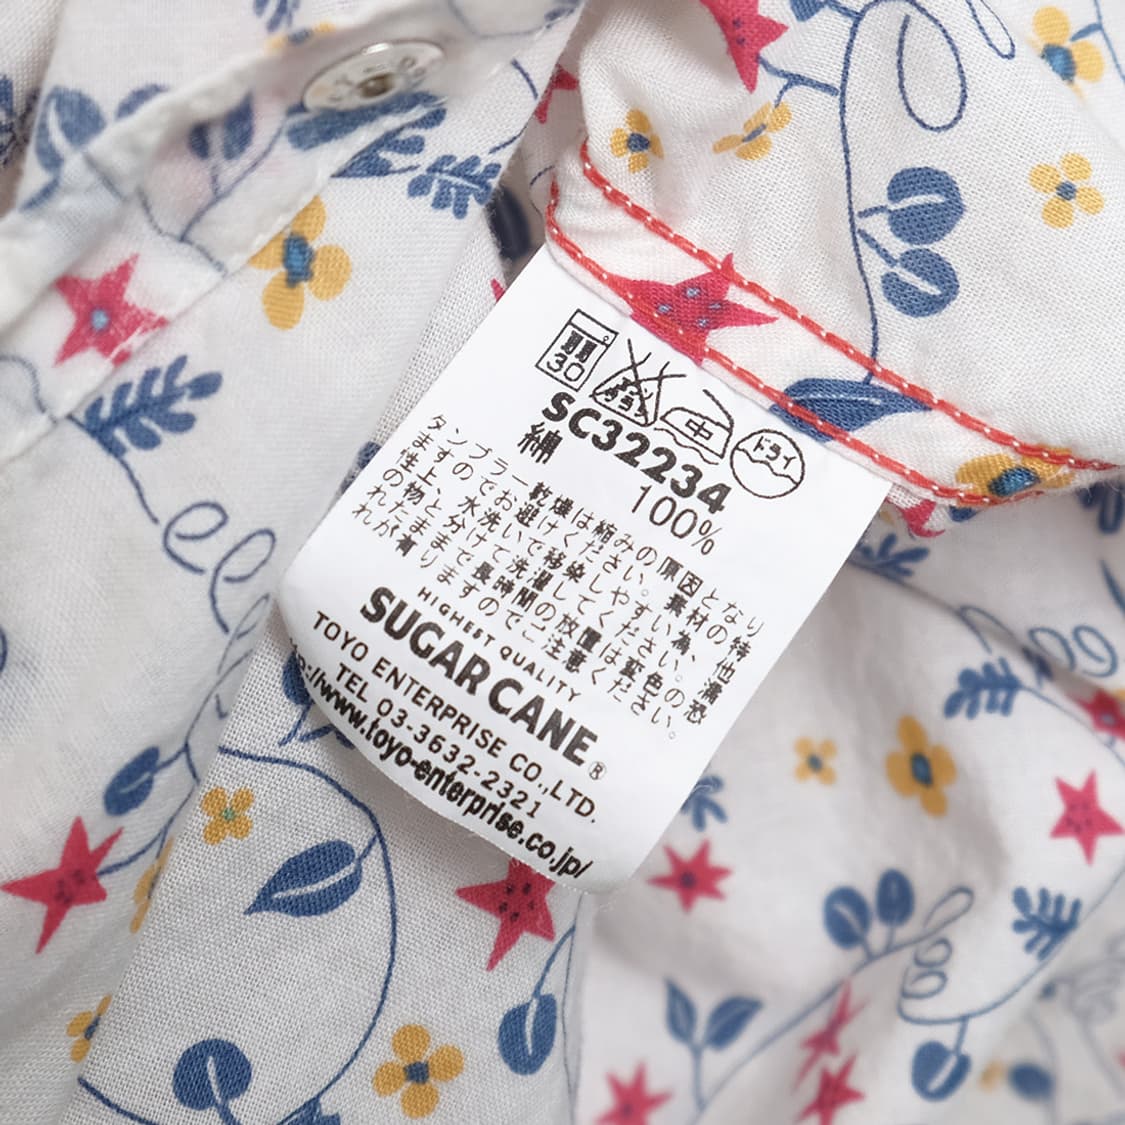 30
エンソサラシ
中
ドライ
SC32234
綿 100%
タンブラー乾燥は縮みの原因となり
ますのでお避けください。素材の特
性上、水洗いで移染しやすい為、他
の物と分けて洗濯してください。濡
れたままで長時間の放置は変色の恐
れが有りますのでご注意ください。
HIGHEST QUALITY
SUGAR CANE®
TOYO ENTERPRISE CO.,LTD.
TEL 03-3632-2321
://www.toyo-enterprise.co.jp/